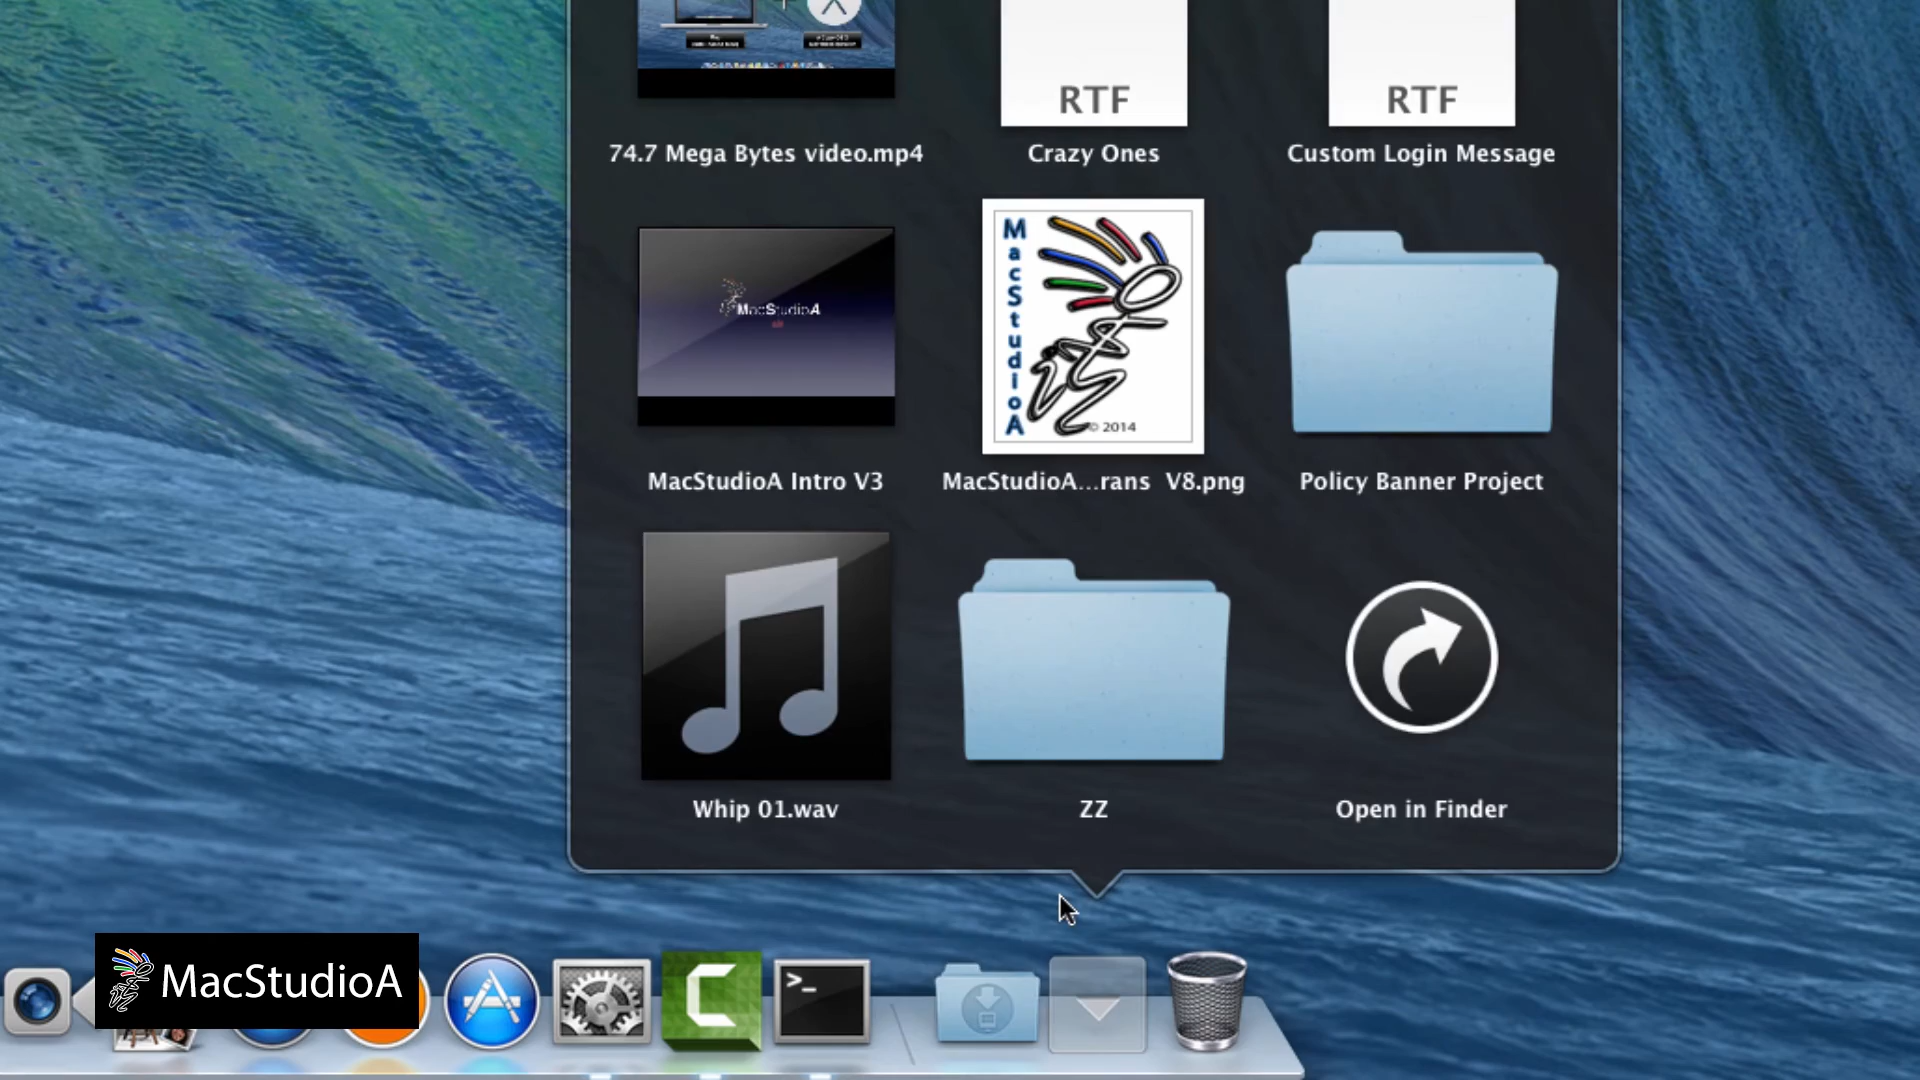 RTF
RTF
74.7 Mega Bytes video.mp4
Crazy Ones
Custom Login Message
MacStudioA
MacStudioA
© 2014
MacStudioA Intro V3
MacStudioA...rans V8.png
Policy Banner Project
Whip 01.wav
ZZ
Open in Finder
MacStudioA
>_